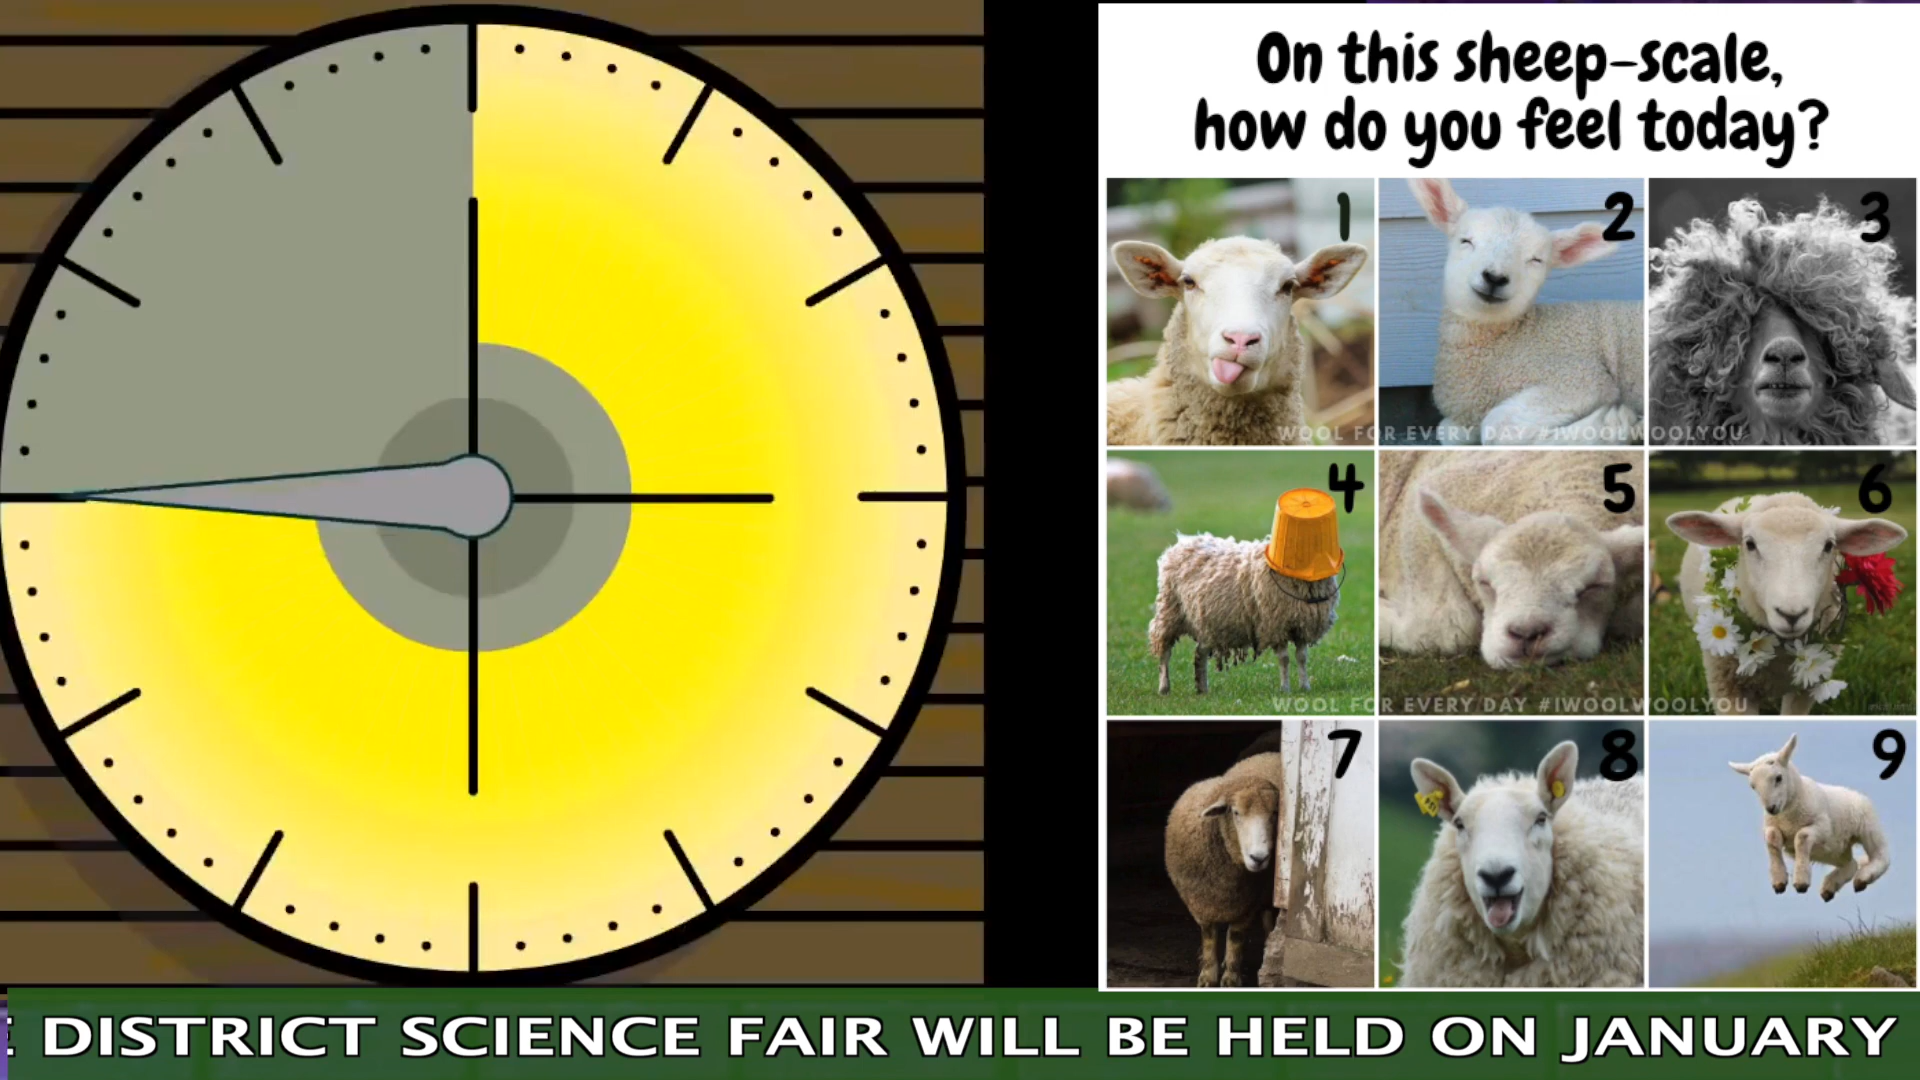 On this sheep-scale,
how do you feel today?
1
2
3
WOOL FOR EVERY DAY #IWOOLWOOLYOU
4
5
6
WOOL FOR EVERY DAY #IWOOLWOOLYOU
7
8
9
DISTRICT SCIENCE FAIR WILL BE HELD ON JANUARY